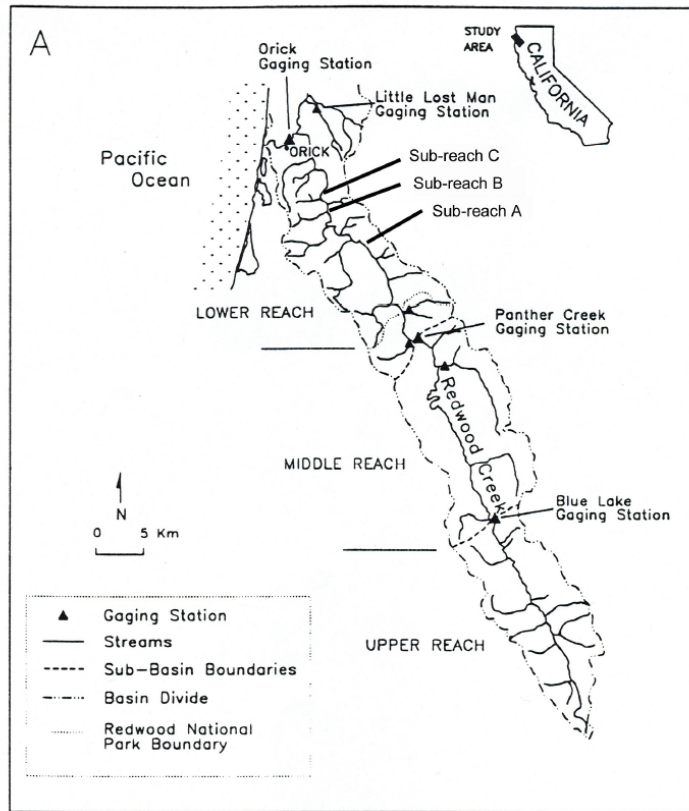 A
Orick
Gaging Station
STUDY
AREA
CALIFORNIA
Little Lost Man
Gaging Station
ORICK
Pacific
Ocean
Sub-reach C
Sub-reach B
Sub-reach A
LOWER REACH
Panther Creek
Gaging Station
Redwood Creek
MIDDLE REACH
Blue Lake
Gaging Station
N
0 5 Km
UPPER REACH
Gaging Station
Streams
Sub-Basin Boundaries
Basin Divide
Redwood National
Park Boundary